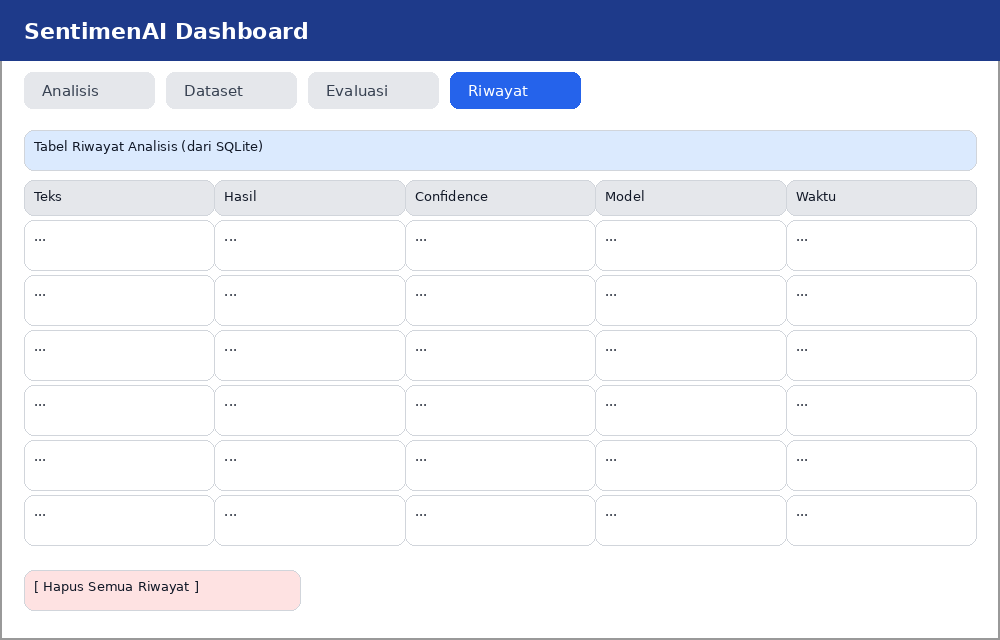 SentimenAI Dashboard
Analisis Dataset Evaluasi Riwayat
Tabel Riwayat Analisis (dari SQLite)
Teks Hasil Confidence Model Waktu
... ... ... ... ...
... ... ... ... ...
... ... ... ... ...
... ... ... ... ...
... ... ... ... ...
... ... ... ... ...
[ Hapus Semua Riwayat ]